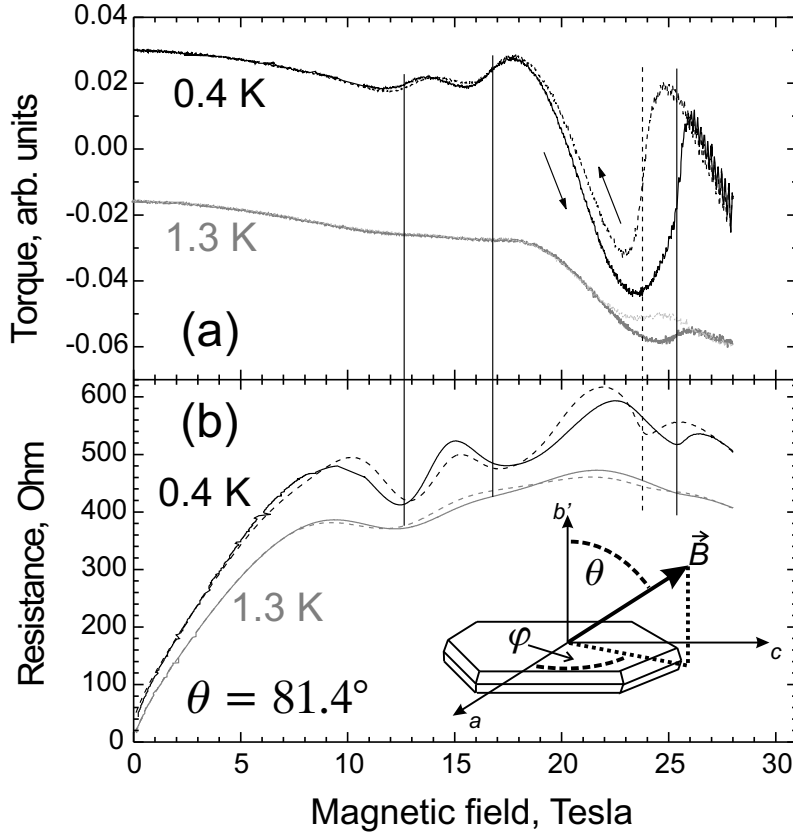 0.04
0.02
0.00
-0.02
-0.04
-0.06
Torque, arb. units
0.4 K
1.3 K
(a)
600
500
400
300
200
100
0
Resistance, Ohm
(b)
0.4 K
1.3 K
θ = 81.4°
b'
θ
B⃗
φ
c
a
0 5 10 15 20 25 30
Magnetic field, Tesla